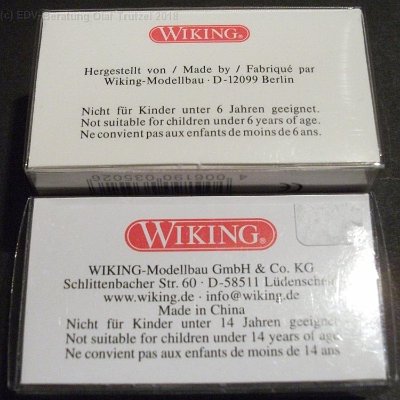 (c) EDV-Beratung Olaf Trutzel 2018
WIKING®
Hergestellt von / Made by / Fabriqué par
Wiking-Modellbau · D-12099 Berlin
Nicht für Kinder unter 6 Jahren geeignet.
Not suitable for children under 6 years of age.
Ne convient pas aux enfants de moins de 6 ans.
4 006190 035026
CE
WIKING®
WIKING-Modellbau GmbH & Co. KG
Schlittenbacher Str. 60 · D-58511 Lüdenscheid
www.wiking.de · info@wiking.de
Made in China
Nicht für Kinder unter 14 Jahren geeignet
Not suitable for children under 14 years of age
Ne convient pas aux enfants de moins de 14 ans